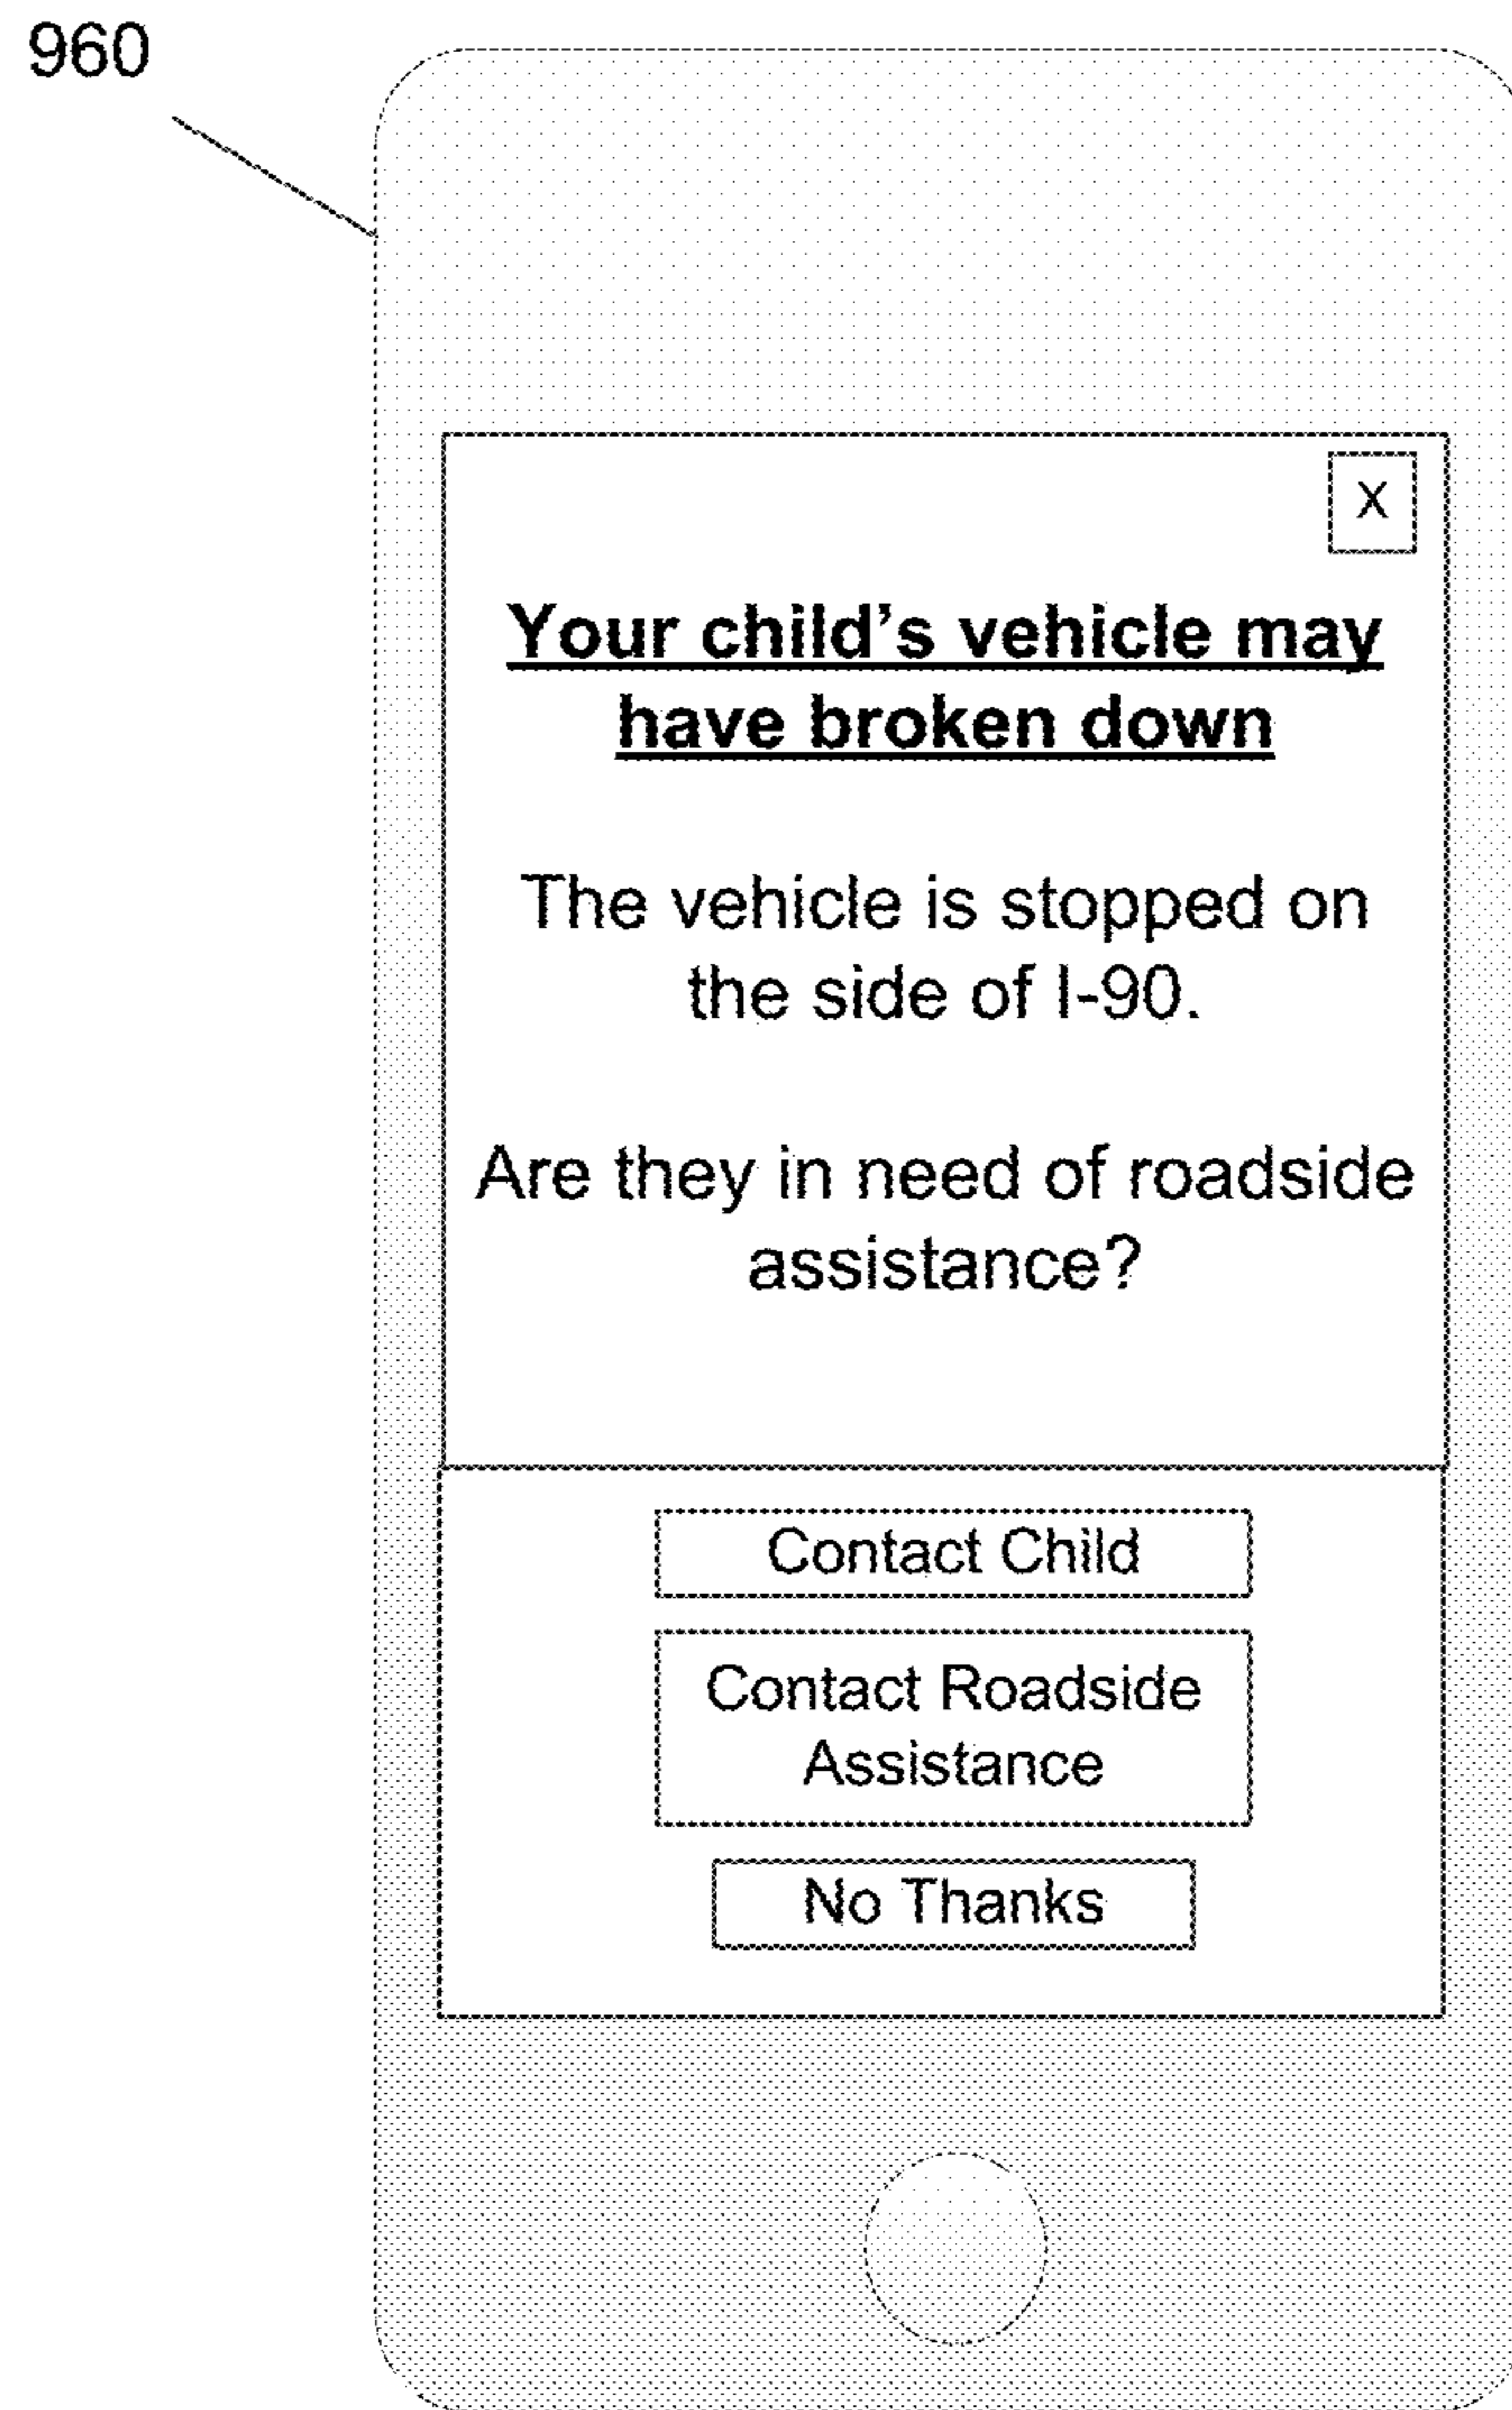 960
X
Your child’s vehicle may
have broken down
The vehicle is stopped on
the side of I-90.
Are they in need of roadside
assistance?
Contact Child
Contact Roadside
Assistance
No Thanks